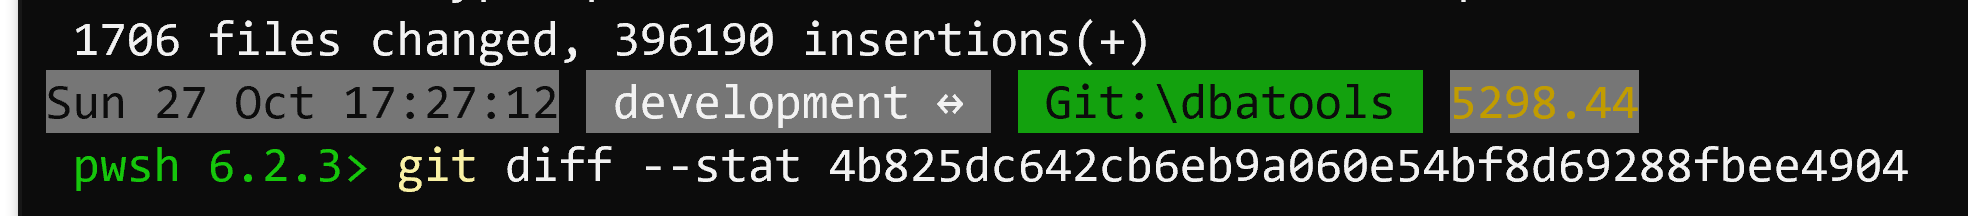 1706 files changed, 396190 insertions(+)
Sun 27 Oct 17:27:12 development ↔ Git:\dbatools 5298.44
pwsh 6.2.3> git diff --stat 4b825dc642cb6eb9a060e54bf8d69288fbee4904